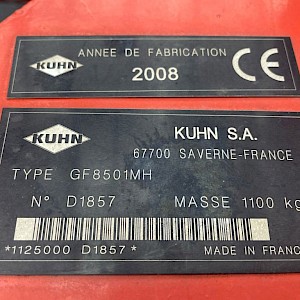 KUHN
ANNEE DE FABRICATION
2008
CE
KUHN
KUHN S.A.
67700 SAVERNE-FRANCE
TYPE GF8501MH
N° D1857 MASSE 1100 kg
*1125000 D1857*
MADE IN FRANC